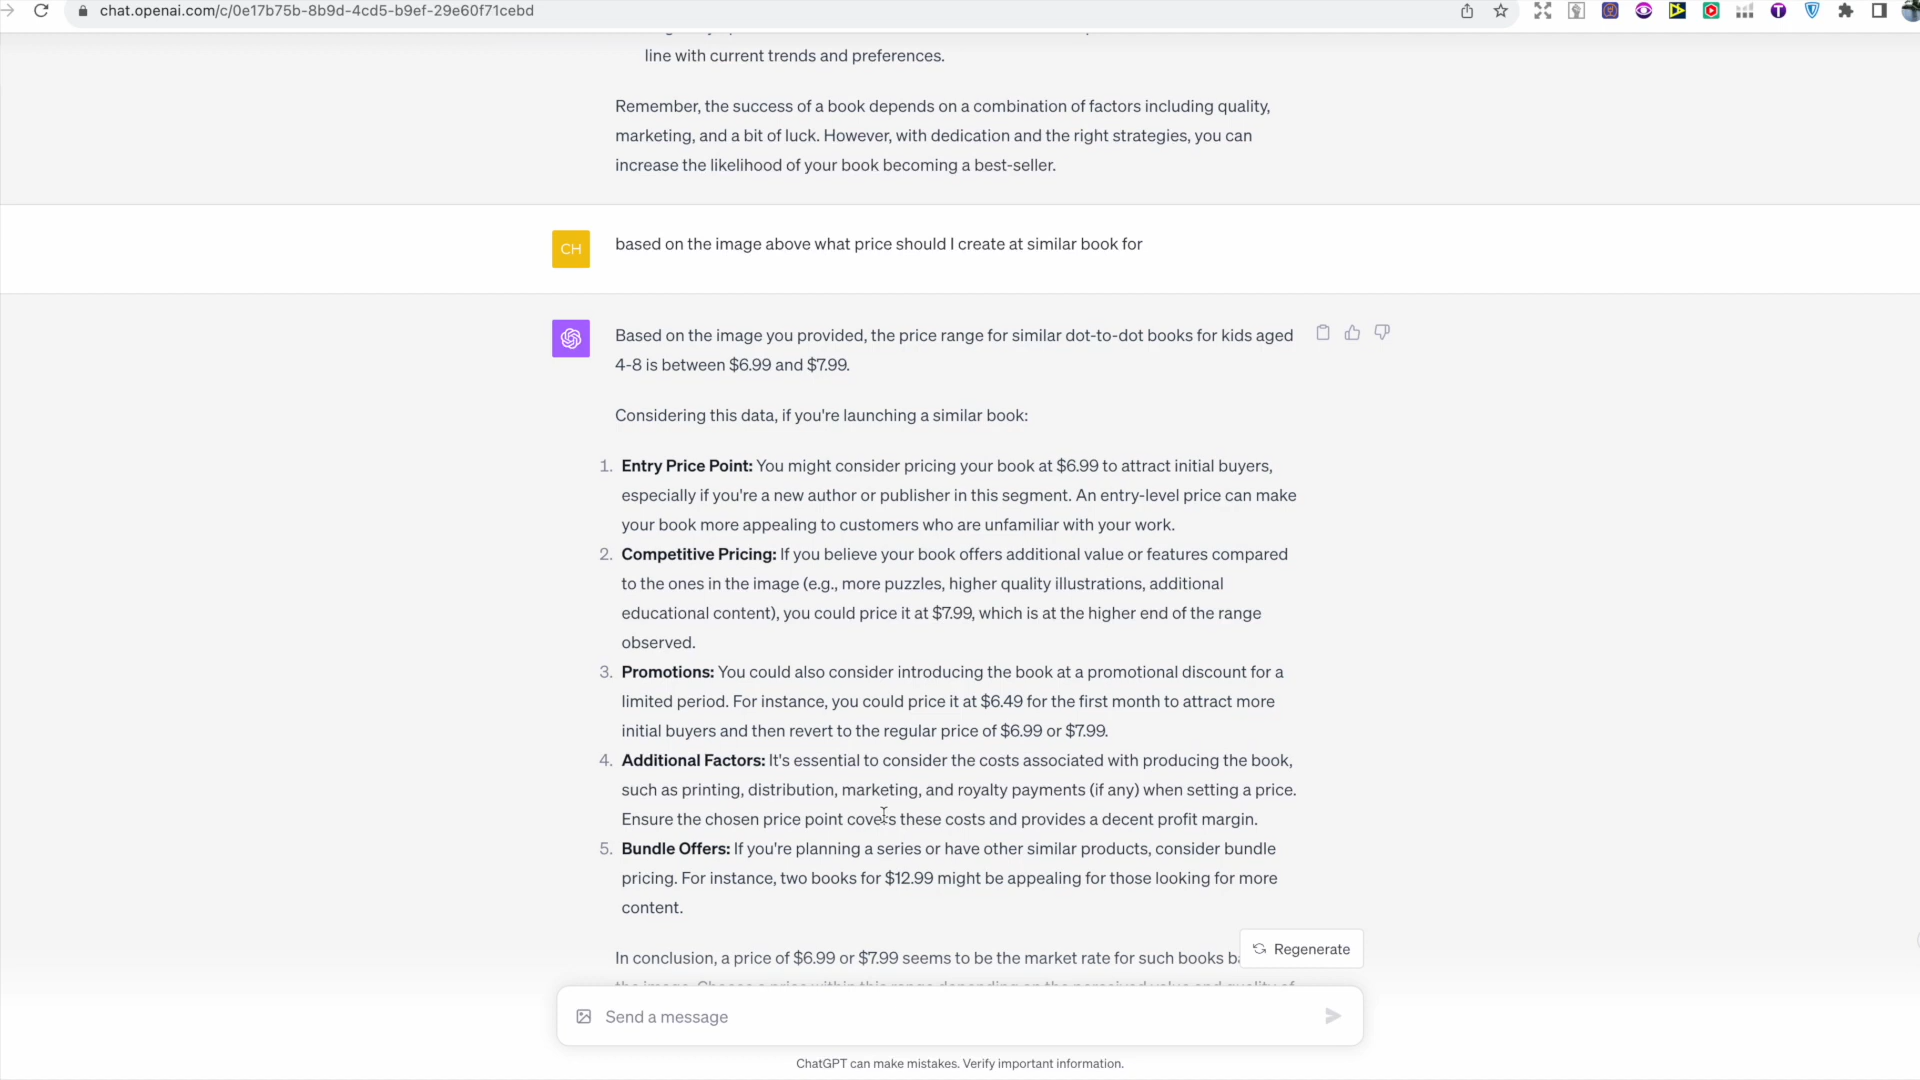 chat.openai.com/c/0e17b75b-8b9d-4cd5-b9ef-29e60f71cebd
line with current trends and preferences.
Remember, the success of a book depends on a combination of factors including quality,
marketing, and a bit of luck. However, with dedication and the right strategies, you can
increase the likelihood of your book becoming a best-seller.
CH
based on the image above what price should I create at similar book for
Based on the image you provided, the price range for similar dot-to-dot books for kids aged
4-8 is between $6.99 and $7.99.
Considering this data, if you're launching a similar book:
1. Entry Price Point: You might consider pricing your book at $6.99 to attract initial buyers,
especially if you're a new author or publisher in this segment. An entry-level price can make
your book more appealing to customers who are unfamiliar with your work.
2. Competitive Pricing: If you believe your book offers additional value or features compared
to the ones in the image (e.g., more puzzles, higher quality illustrations, additional
educational content), you could price it at $7.99, which is at the higher end of the range
observed.
3. Promotions: You could also consider introducing the book at a promotional discount for a
limited period. For instance, you could price it at $6.49 for the first month to attract more
initial buyers and then revert to the regular price of $6.99 or $7.99.
4. Additional Factors: It's essential to consider the costs associated with producing the book,
such as printing, distribution, marketing, and royalty payments (if any) when setting a price.
Ensure the chosen price point covers these costs and provides a decent profit margin.
5. Bundle Offers: If you're planning a series or have other similar products, consider bundle
pricing. For instance, two books for $12.99 might be appealing for those looking for more
content.
In conclusion, a price of $6.99 or $7.99 seems to be the market rate for such books
Regenerate
Send a message
ChatGPT can make mistakes. Verify important information.